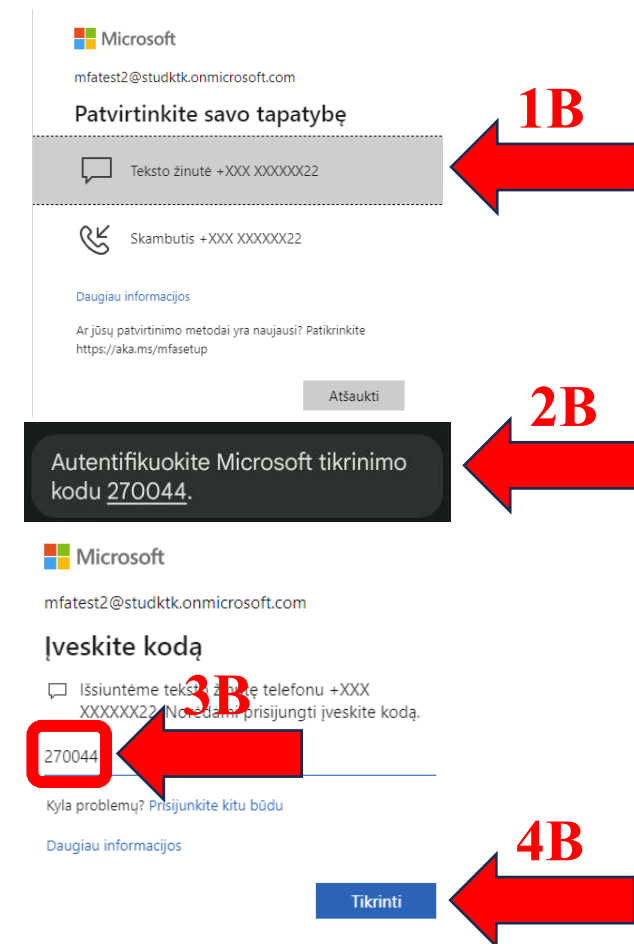 Microsoft
mfatest2@studktk.onmicrosoft.com
Patvirtinkite savo tapatybę
1B
Teksto žinutė +XXX XXXXXX22
Skambutis +XXX XXXXXX22
Daugiau informacijos
Ar jūsų patvirtinimo metodai yra naujausi? Patikrinkite
https://aka.ms/mfasetup
Atšaukti
2B
Autentifikuokite Microsoft tikrinimo
kodu 270044.
Microsoft
mfatest2@studktk.onmicrosoft.com
Įveskite kodą
Išsiuntėme teksto žinutę telefonu +XXX
XXXXXX22. Norėdami prisijungti įveskite kodą.
3B
270044
Kyla problemų? Prisijunkite kitu būdu
Daugiau informacijos
4B
Tikrinti